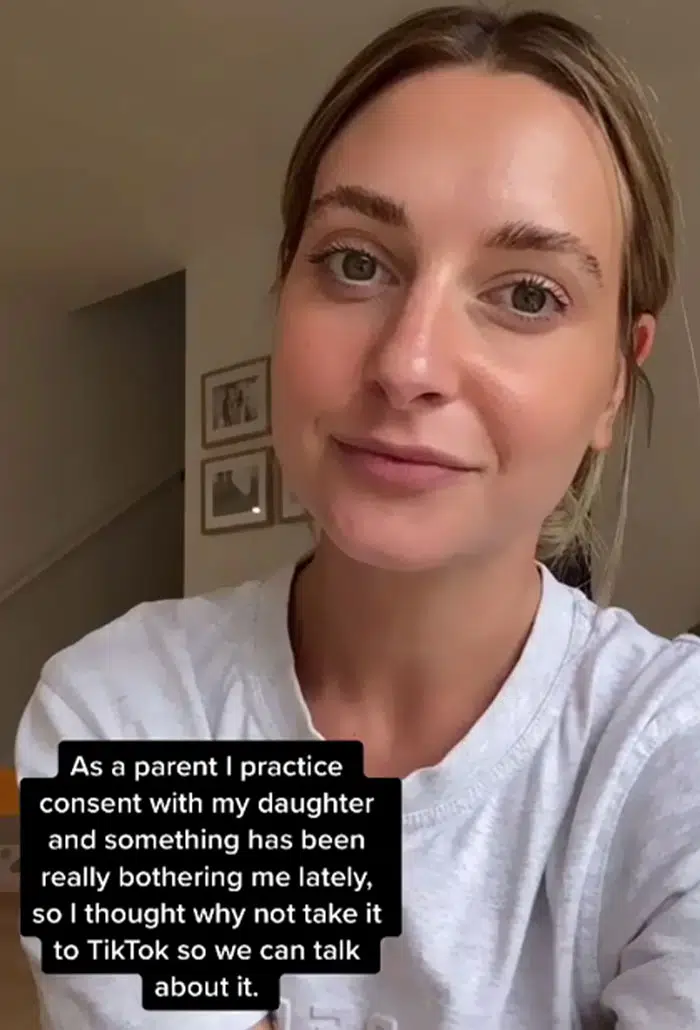 As a parent I practice
consent with my daughter
and something has been
really bothering me lately,
so I thought why not take it
to TikTok so we can talk
about it.